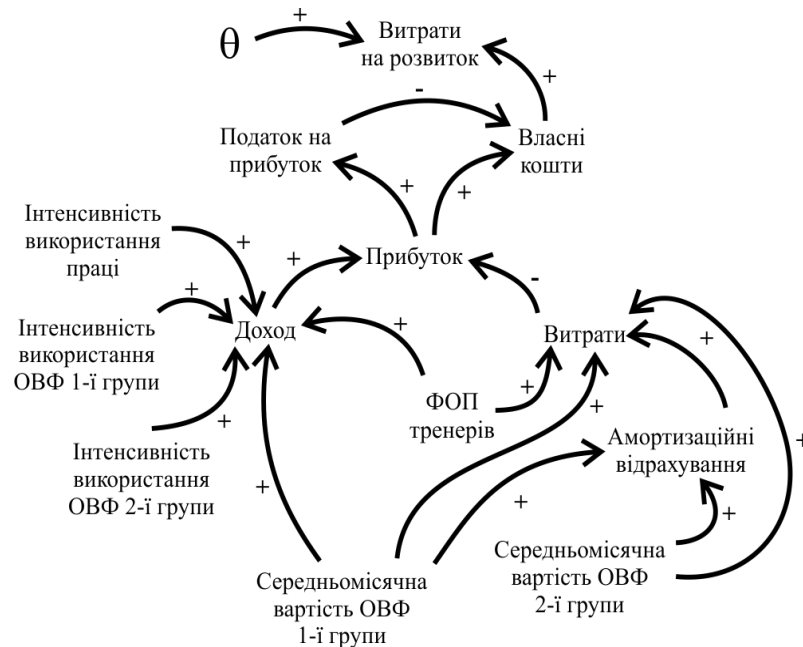 θ
+
Витрати
на розвиток
-
+
Податок на
прибуток
Власні
кошти
+
+
Інтенсивність
використання
праці
+
+
Прибуток
-
+
Інтенсивність
використання
ОВФ 1-ї групи
Доход
+
Витрати
+
+
ФОП
тренерів
+
+
Амортизаційні
відрахування
+
Інтенсивність
використання
ОВФ 2-ї групи
+
+
+
Середньомісячна
вартість ОВФ
1-ї групи
Середньомісячна
вартість ОВФ
2-ї групи